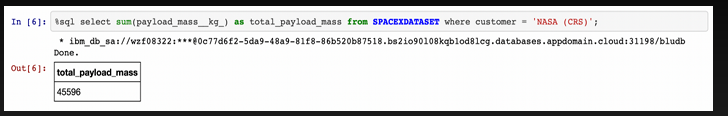 In [6]: %sql select sum(payload_mass__kg_) as total_payload_mass from SPACEXDATASET where customer = 'NASA (CRS)';
* ibm_db_sa://wzf08322:***@0c77d6f2-5da9-48a9-81f8-86b520b87518.bs2io90l08kqb1od8lcg.databases.appdomain.cloud:31198/bludb
Done.
Out[6]: total_payload_mass
45596